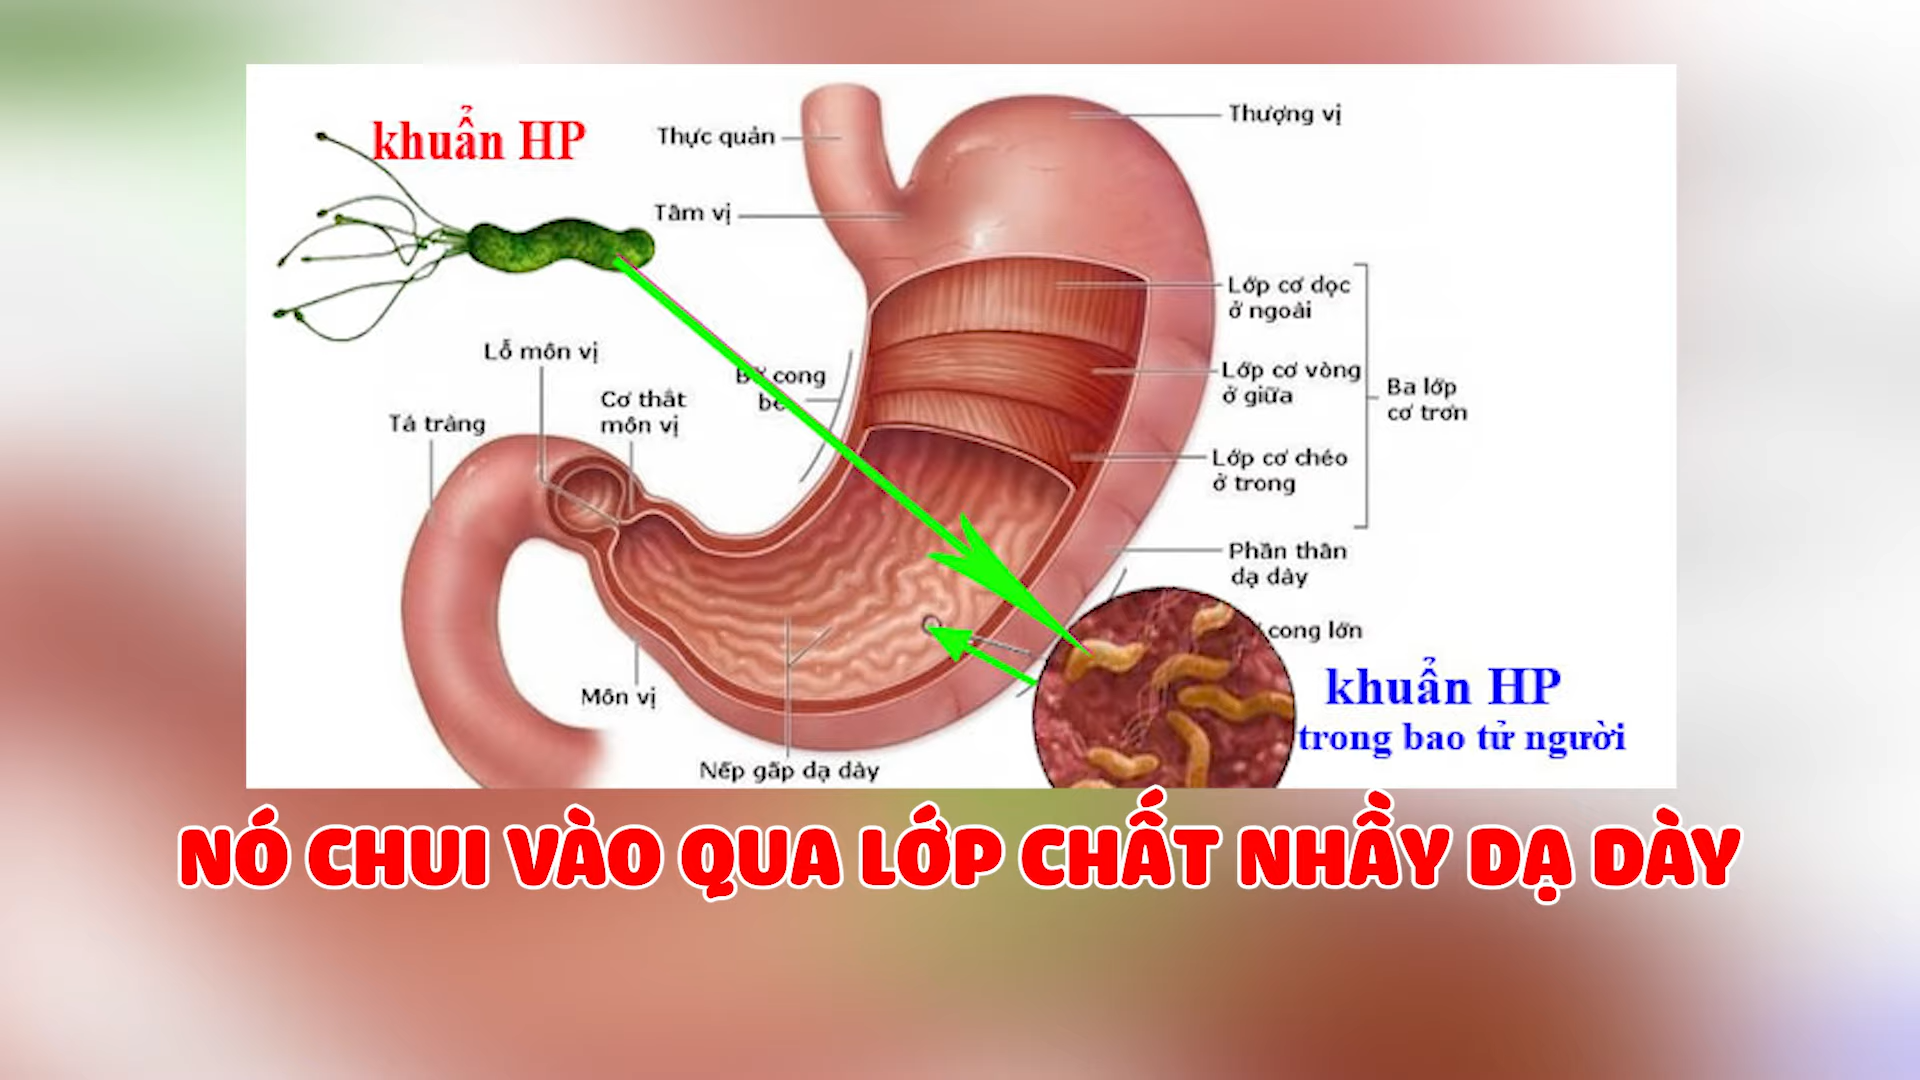 khuẩn HP
Thực quản
Thượng vị
Tâm vị
Lớp cơ dọc
ở ngoài
Lỗ môn vị
cong
Lớp cơ vòng
ở giữa
Ba lớp
cơ trơn
Cơ thắt
môn vị
Tá tràng
Lớp cơ chéo
ở trong
Phần thân
dạ dày
cong lớn
khuẩn HP
trong bao tử người
Môn vị
Nếp gấp dạ dày
NÓ CHUI VÀO QUA LỚP CHẤT NHẦY DẠ DÀY